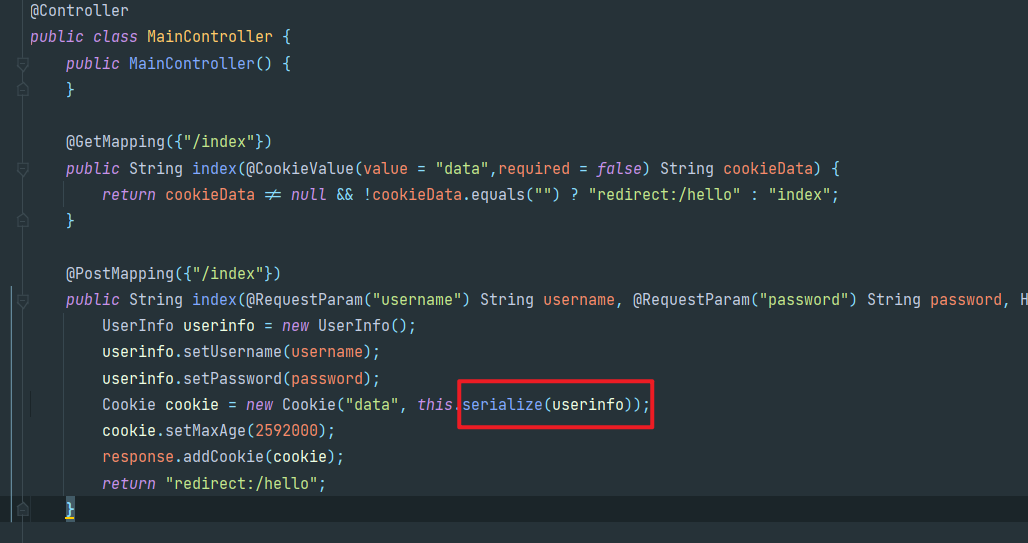 @Controller
public class MainController {
    public MainController() {
    }

    @GetMapping({"/index"})
    public String index(@CookieValue(value = "data",required = false) String cookieData) {
        return cookieData ≠ null && !cookieData.equals("") ? "redirect:/hello" : "index";
    }

    @PostMapping({"/index"})
    public String index(@RequestParam("username") String username, @RequestParam("password") String password, H
        UserInfo userinfo = new UserInfo();
        userinfo.setUsername(username);
        userinfo.setPassword(password);
        Cookie cookie = new Cookie("data", this.serialize(userinfo));
        cookie.setMaxAge(2592000);
        response.addCookie(cookie);
        return "redirect:/hello";
    }